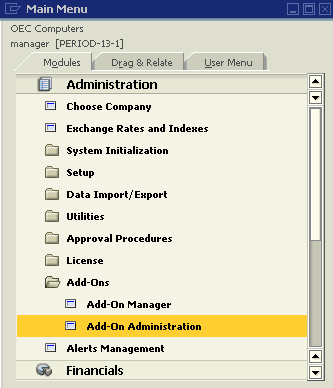 Main Menu
OEC Computers
manager [PERIOD-13-1]
Modules Drag & Relate User Menu
Administration
Choose Company
Exchange Rates and Indexes
System Initialization
Setup
Data Import/Export
Utilities
Approval Procedures
License
Add-Ons
Add-On Manager
Add-On Administration
Alerts Management
Financials